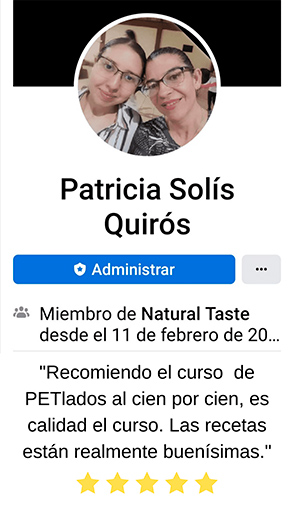 Patricia Solís
Quirós
Administrar
Miembro de Natural Taste
desde el 11 de febrero de 20...
"Recomiendo el curso de
PETlados al cien por cien, es
calidad el curso. Las recetas
están realmente buenísimas."